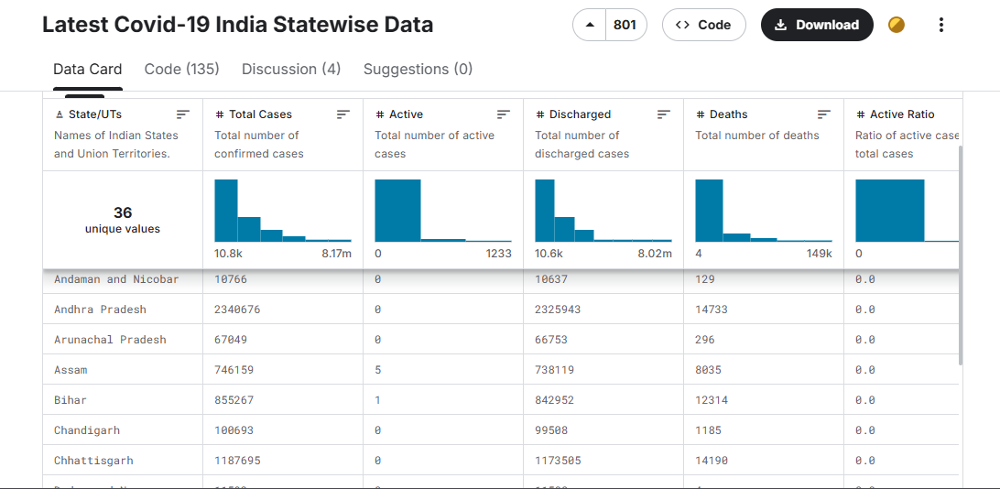 Latest Covid-19 India Statewise Data
801
Code
Download
Data Card Code (135) Discussion (4) Suggestions (0)
State/UTs # Total Cases # Active # Discharged # Deaths # Active Ratio
Names of Indian States Total number of Total number of active Total number of Total number of deaths Ratio of active case
and Union Territories. confirmed cases cases discharged cases total cases
36
unique values
10.8k 8.17m 0 1233 10.6k 8.02m 4 149k 0
Andaman and Nicobar 10766 0 10637 129 0.0
Andhra Pradesh 2340676 0 2325943 14733 0.0
Arunachal Pradesh 67049 0 66753 296 0.0
Assam 746159 5 738119 8035 0.0
Bihar 855267 1 842952 12314 0.0
Chandigarh 100693 0 99508 1185 0.0
Chhattisgarh 1187695 0 1173505 14190 0.0